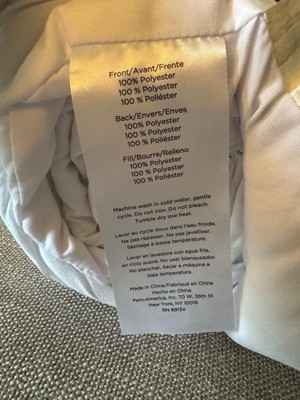 Front/Avant/Frente
100% Polyester
100 % Polyester
100 % Poliéster
Back/Envers/Enves
100% Polyester
100 % Polyester
100 % Poliéster
Fill/Bourre/Relleno
100% Polyester
100 % Polyester
100 % Poliéster
Machine wash in cold water, gentle
cycle. Do not iron. Do not bleach.
Tumble dry low heat.
Laver au cycle doux dans l'eau froide.
Ne pas repasser. Ne pas javelliser.
Séchage à basse température.
Lavar en lavadora con agua fria,
en ciclo suave. No usar blanqueador.
No planchar. Secar a máquina a
baja temperatura.
Made in China/Fabriqué en Chine
Hecho en China
Pem-America, Inc. 70 W. 36th St
New York, NY 10018
RN 89134